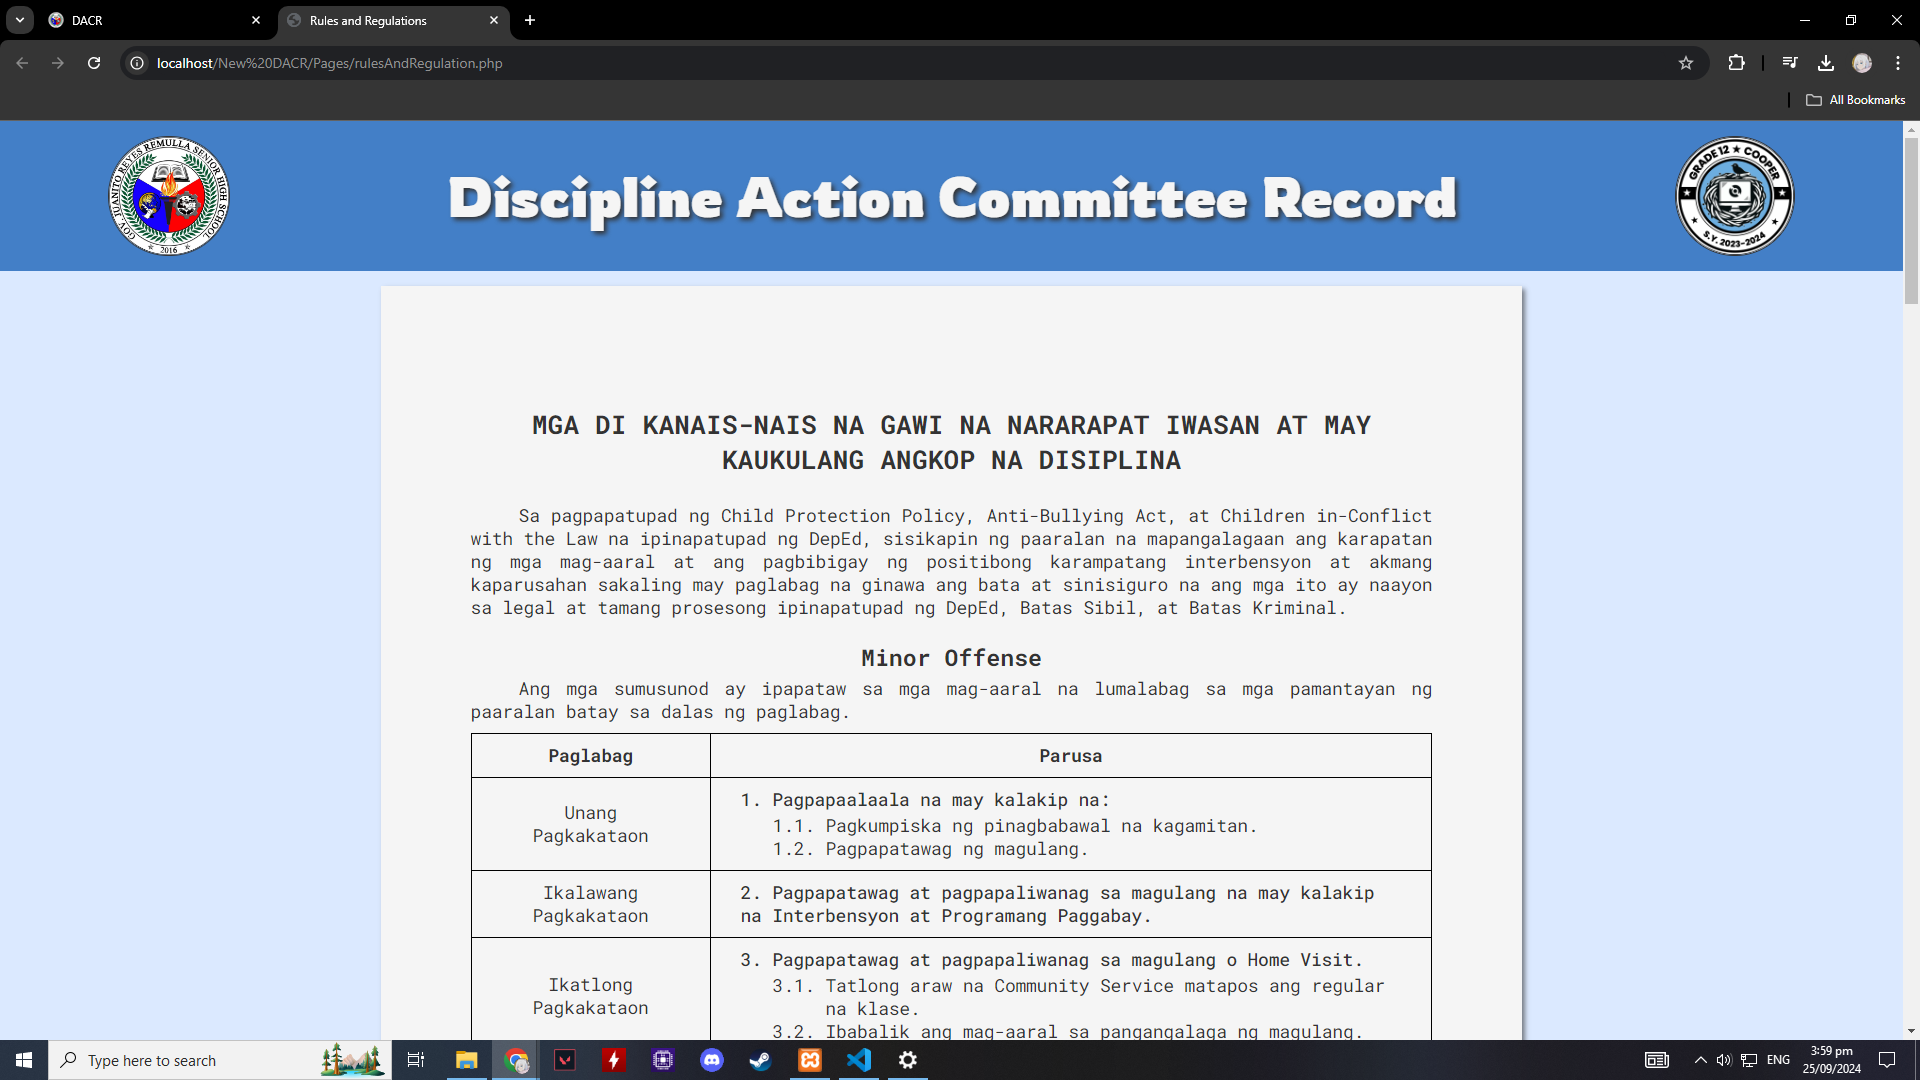 DACR
Rules and Regulations
localhost/New%20DACR/Pages/rulesAndRegulation.php
All Bookmarks
GOV. JUANITO REYES REMULLA SENIOR HIGH SCHOOL
2016
Discipline Action Committee Record
GRADE 12 ★ COOPER
S.Y. 2023-2024
MGA DI KANAIS-NAIS NA GAWI NA NARARAPAT IWASAN AT MAY
KAUKULANG ANGKOP NA DISIPLINA
Sa pagpapatupad ng Child Protection Policy, Anti-Bullying Act, at Children in-Conflict
with the Law na ipinapatupad ng DepEd, sisikapin ng paaralan na mapangalagaan ang karapatan
ng mga mag-aaral at ang pagbibigay ng positibong karampatang interbensyon at akmang
kaparusahan sakaling may paglabag na ginawa ang bata at sinisiguro na ang mga ito ay naayon
sa legal at tamang prosesong ipinapatupad ng DepEd, Batas Sibil, at Batas Kriminal.
Minor Offense
Ang mga sumusunod ay ipapataw sa mga mag-aaral na lumalabag sa mga pamantayan ng
paaralan batay sa dalas ng paglabag.
Paglabag
Parusa
Unang
Pagkakataon
1. Pagpapaalaala na may kalakip na:
1.1. Pagkumpiska ng pinagbabawal na kagamitan.
1.2. Pagpapatawag ng magulang.
Ikalawang
Pagkakataon
2. Pagpapatawag at pagpapaliwanag sa magulang na may kalakip
na Interbensyon at Programang Paggabay.
Ikatlong
Pagkakataon
3. Pagpapatawag at pagpapaliwanag sa magulang o Home Visit.
3.1. Tatlong araw na Community Service matapos ang regular
na klase.
3.2. Ibabalik ang mag-aaral sa pangangalaga ng magulang.
Type here to search
ENG
3:59 pm
25/09/2024